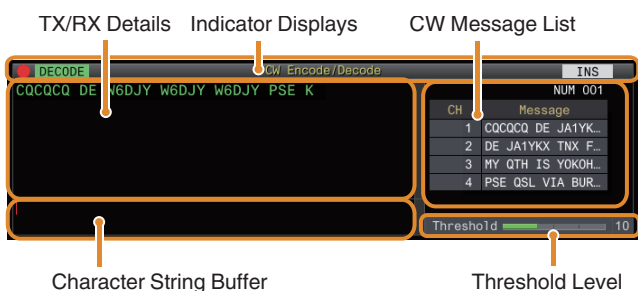 TX/RX Details Indicator Displays CW Message List
DECODE CW Encode/Decode INS
CQCQCQ DE W6DJY W6DJY W6DJY PSE K
NUM 001
CH Message
1 CQCQCQ DE JA1YK…
2 DE JA1YKX TNX F…
3 MY QTH IS YOKOH…
4 PSE QSL VIA BUR…
Threshold 10
Character String Buffer Threshold Level